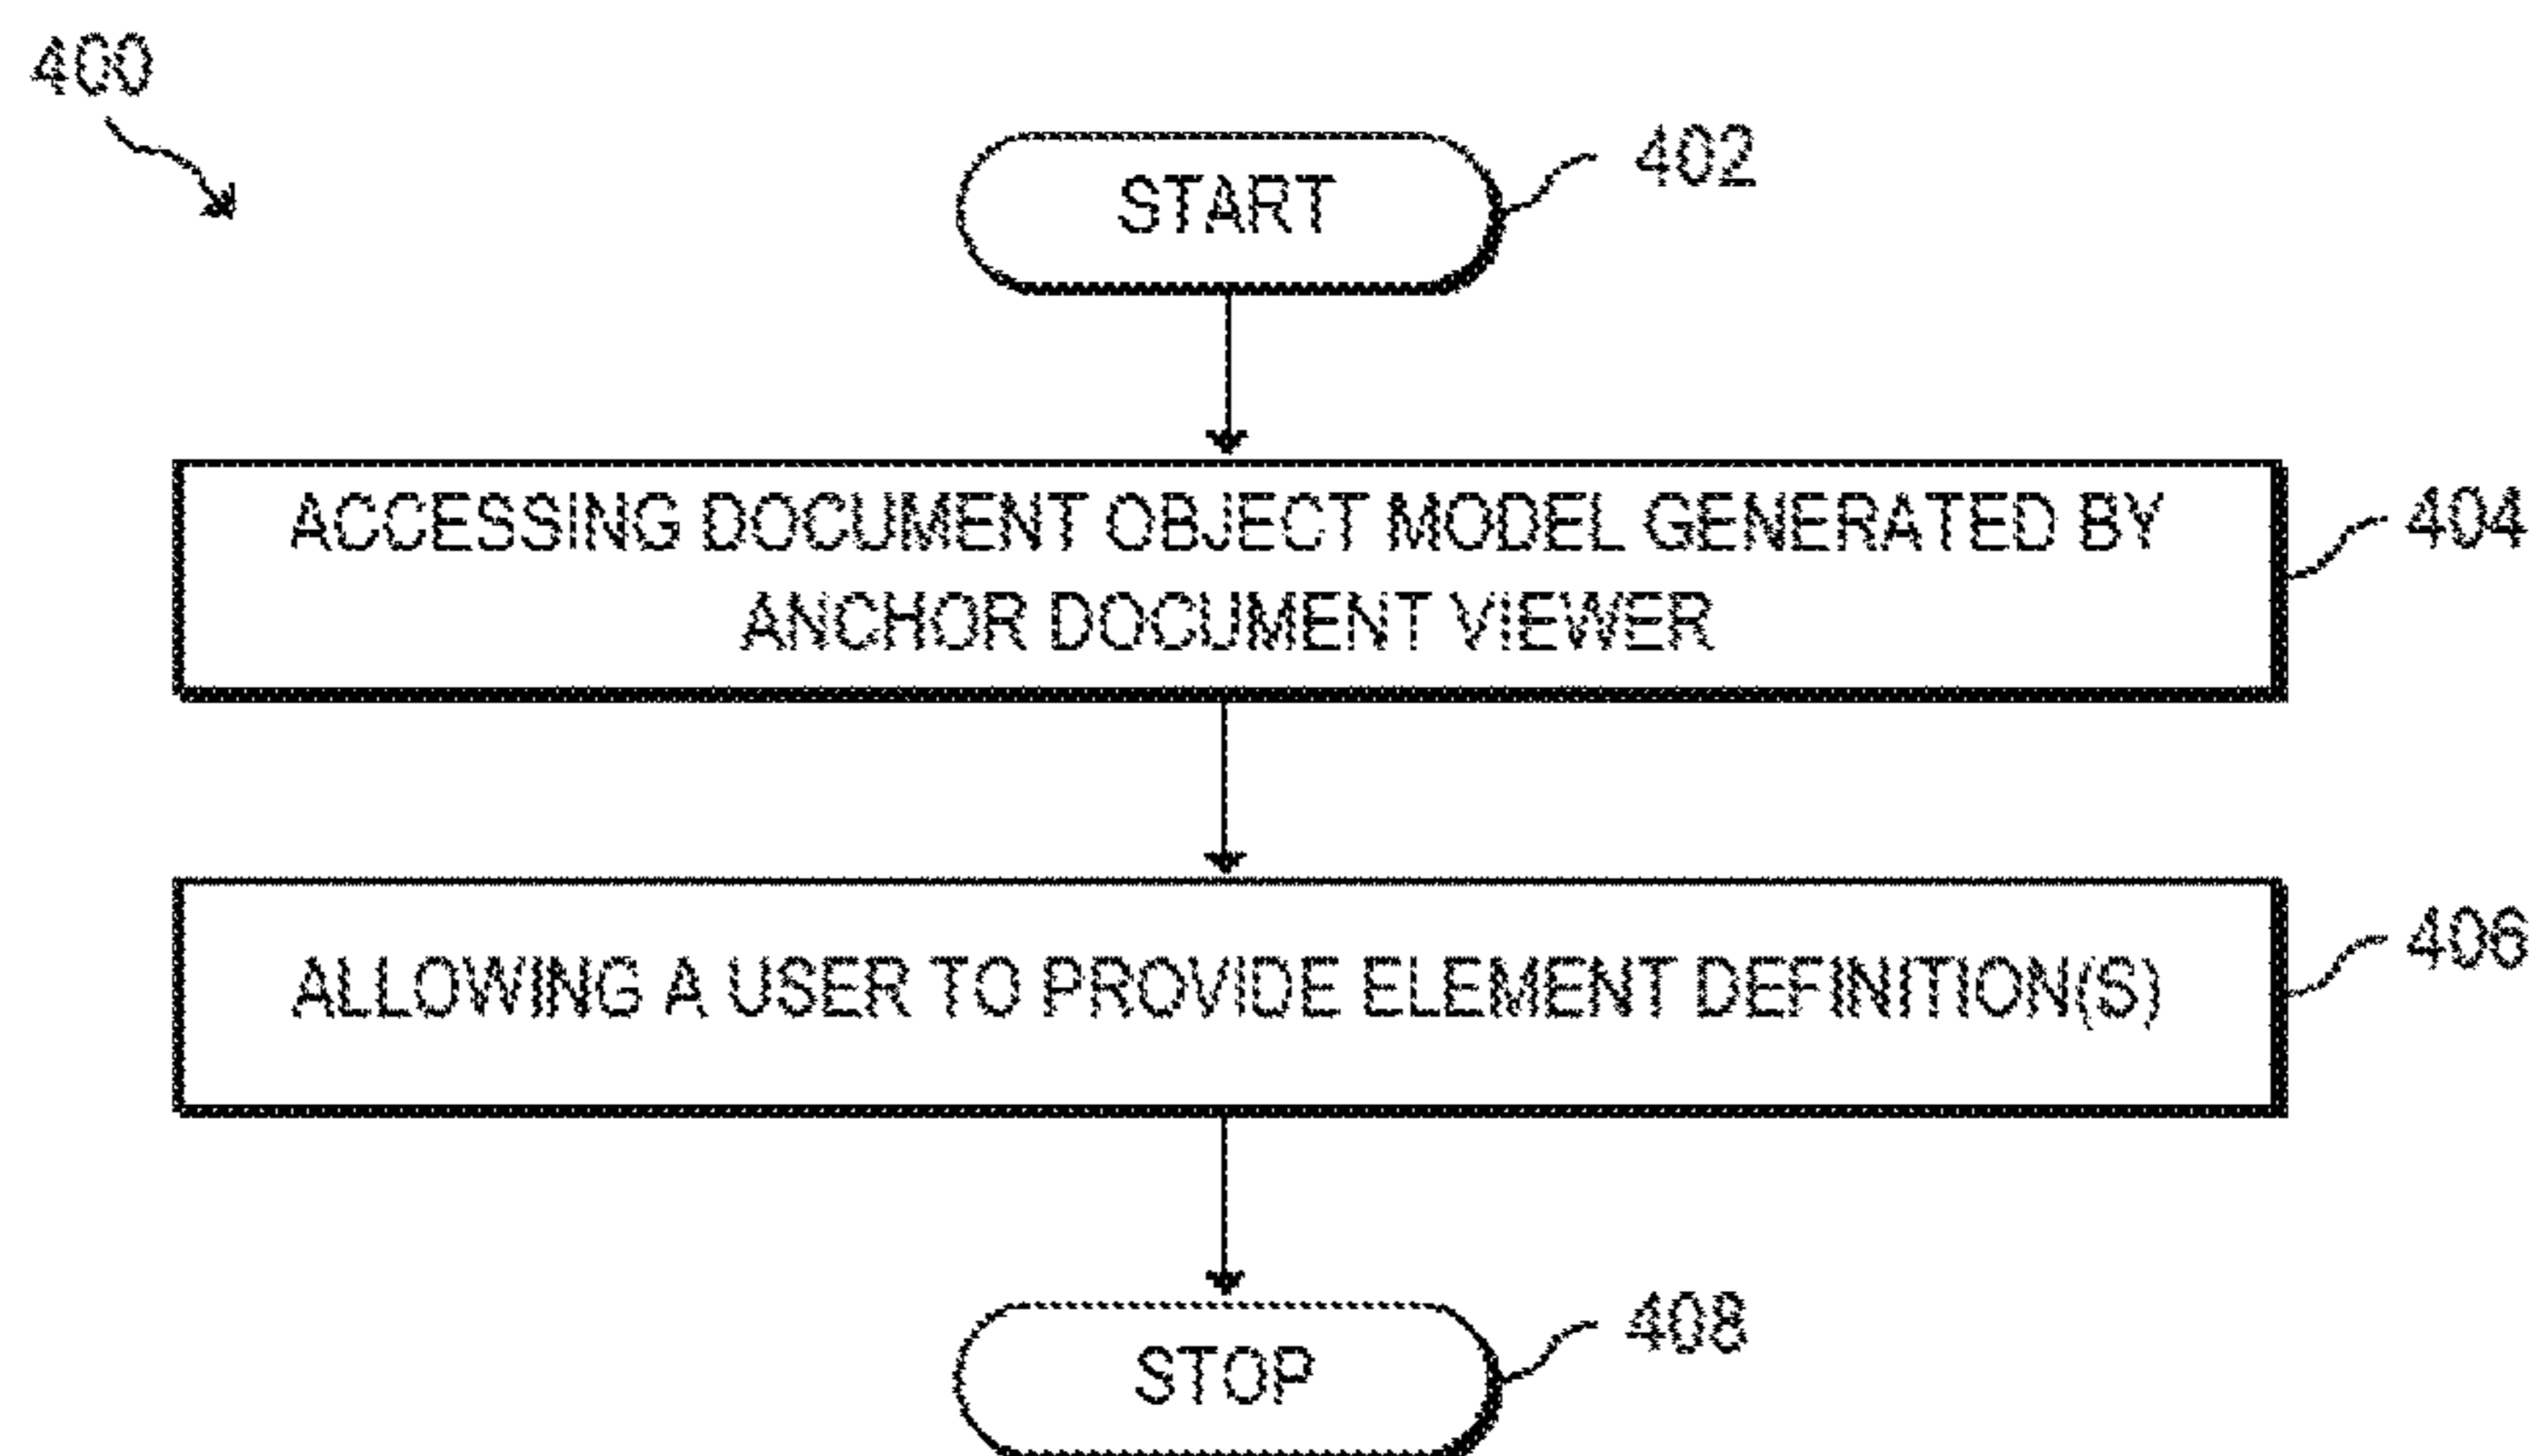 400
START
402
ACCESSING DOCUMENT OBJECT MODEL GENERATED BY
ANCHOR DOCUMENT VIEWER
404
ALLOWING A USER TO PROVIDE ELEMENT DEFINITION(S)
406
STOP
408